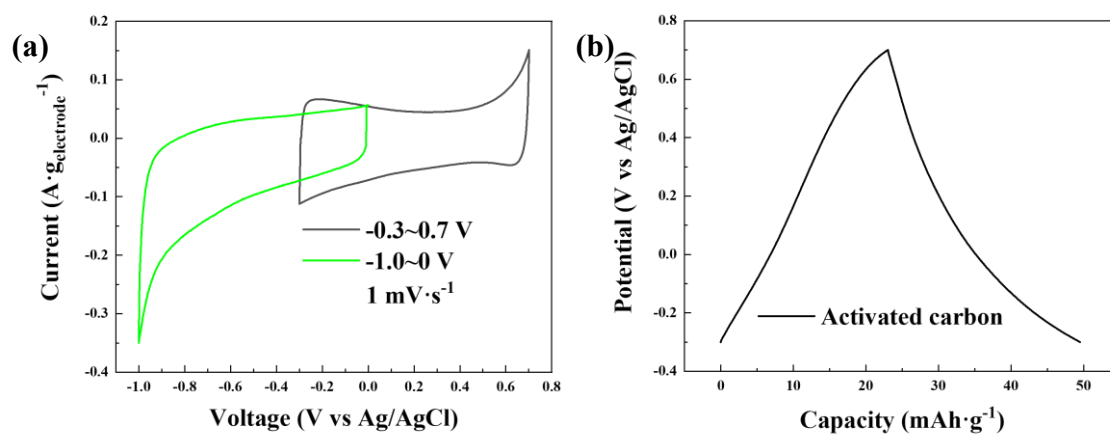 (a)
0.2
0.1
0.0
-0.1
-0.2
-0.3
-0.4
Current (A·g_electrode⁻¹)
-0.3~0.7 V
-1.0~0 V
1 mV·s⁻¹
-1.0 -0.8 -0.6 -0.4 -0.2 0.0 0.2 0.4 0.6 0.8
Voltage (V vs Ag/AgCl)
(b)
0.8
0.6
0.4
0.2
0.0
-0.2
-0.4
Potential (V vs Ag/AgCl)
Activated carbon
0 10 20 30 40 50
Capacity (mAh·g⁻¹)